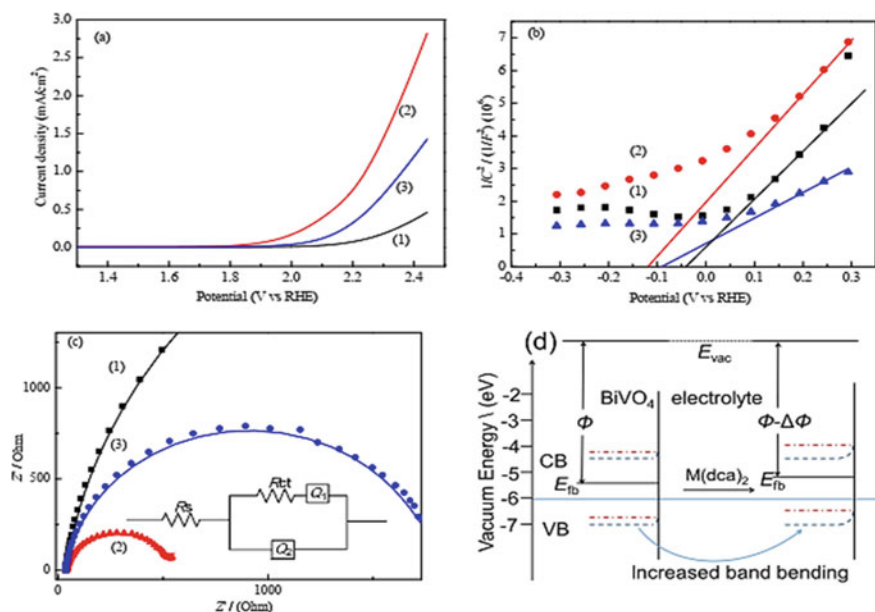 (a)
3.0
2.5
2.0
1.5
1.0
0.5
0.0
Current density (mA/cm²)
(2)
(3)
(1)
1.4 1.6 1.8 2.0 2.2 2.4
Potential (V vs RHE)
(b)
7
6
5
4
3
2
1
0
1/C² / (1/F²) (10⁶)
(2)
(1)
(3)
-0.4 -0.3 -0.2 -0.1 0.0 0.1 0.2 0.3
Potential (V vs RHE)
(c)
1250
750
250
0
Z'/ Ohm
(1)
(3)
(2)
Rs
Rct
Q1
Q2
0 1000
Z'/ (Ohm)
(d)
Evac
Vacuum Energy \ (eV)
-2
-3
-4
-5
-6
-7
BiVO₄ electrolyte
Φ
Φ-ΔΦ
CB
Efb
M(dca)₂
Efb
VB
Increased band bending